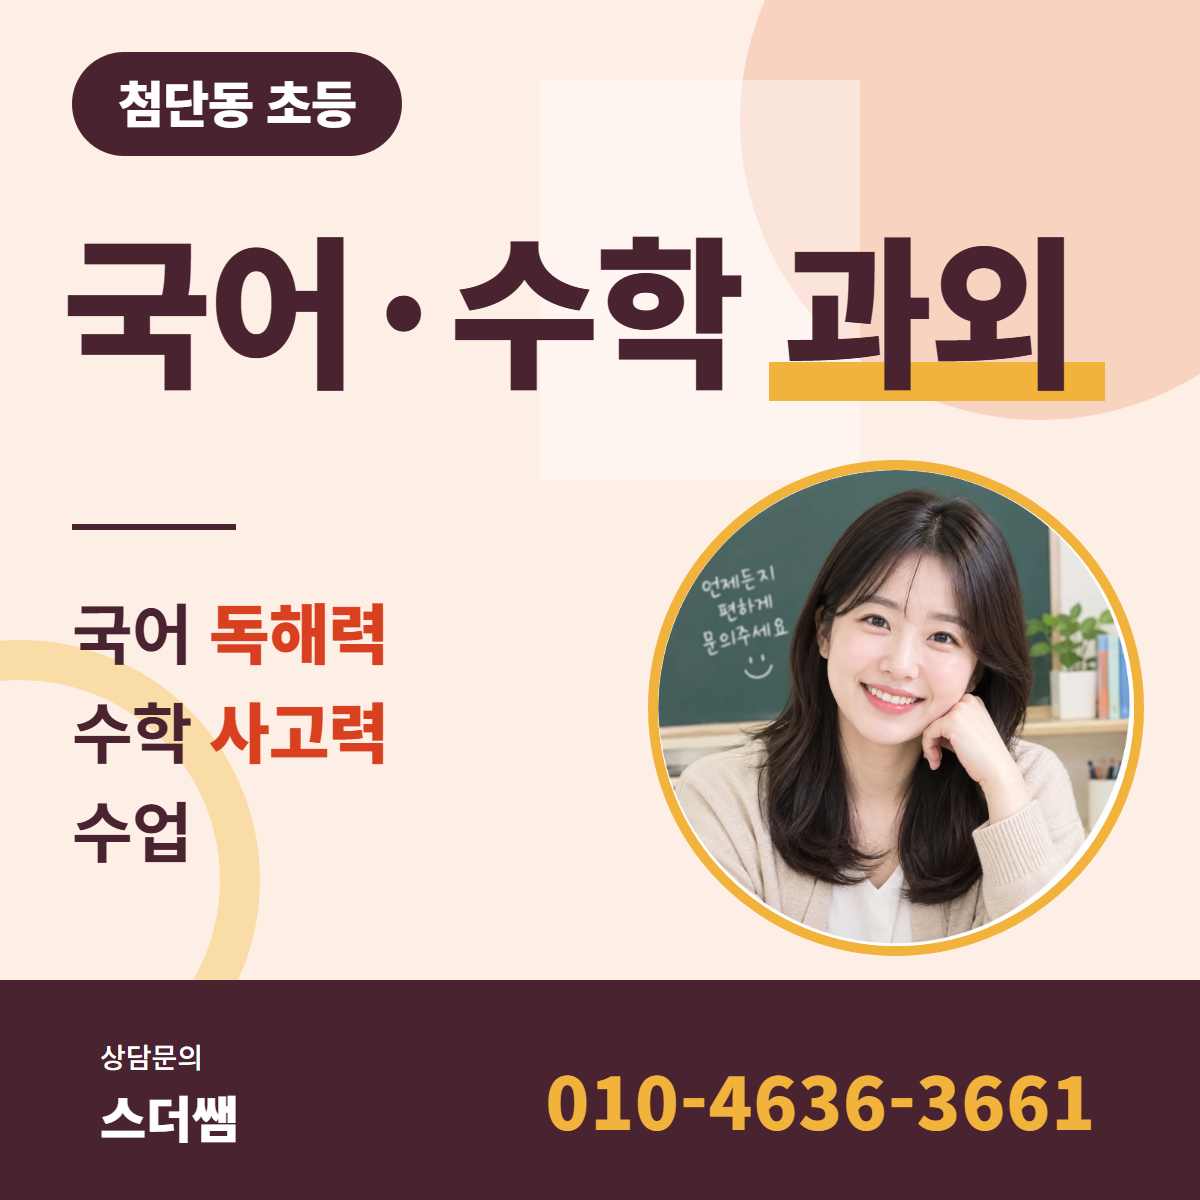 첨단동 초등
국어·수학 과외
국어 독해력
수학 사고력
수업
언제든지
편하게
문의주세요
상담문의
스더쌤
010-4636-3661